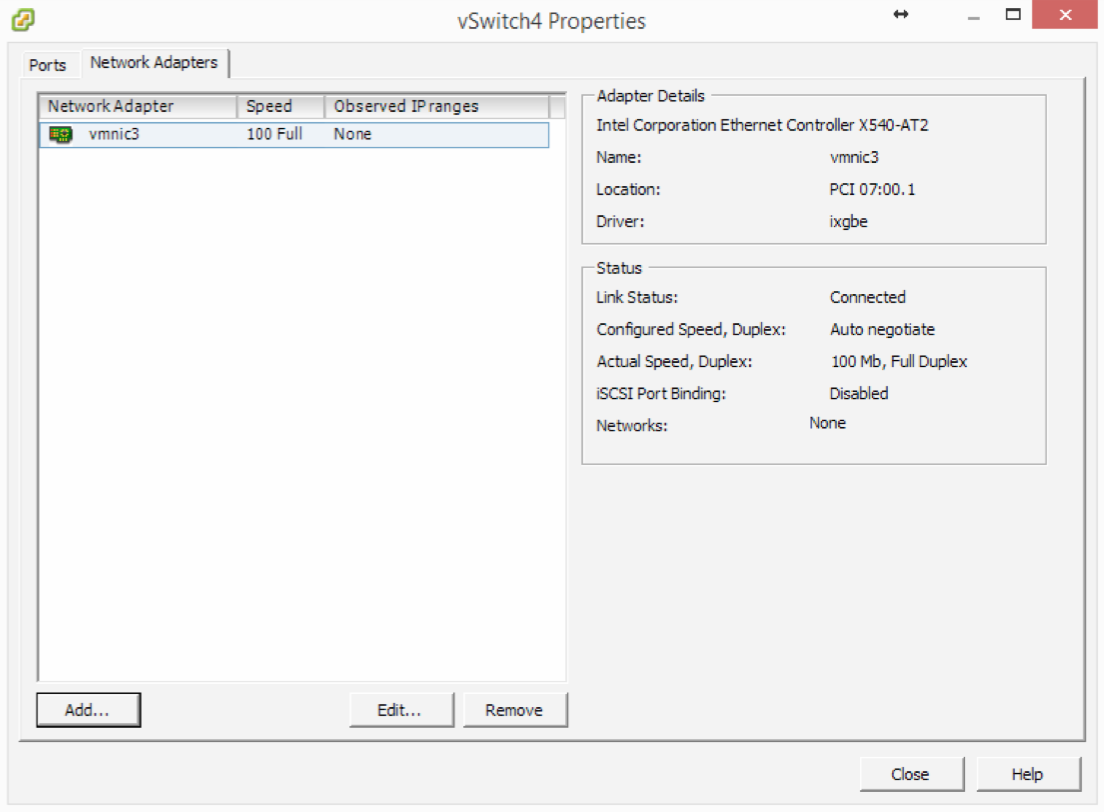 vSwitch4 Properties
Ports
Network Adapters
Network Adapter Speed Observed IP ranges
vmnic3 100 Full None
Adapter Details
Intel Corporation Ethernet Controller X540-AT2
Name: vmnic3
Location: PCI 07:00.1
Driver: ixgbe
Status
Link Status: Connected
Configured Speed, Duplex: Auto negotiate
Actual Speed, Duplex: 100 Mb, Full Duplex
iSCSI Port Binding: Disabled
Networks: None
Add... Edit... Remove
Close Help